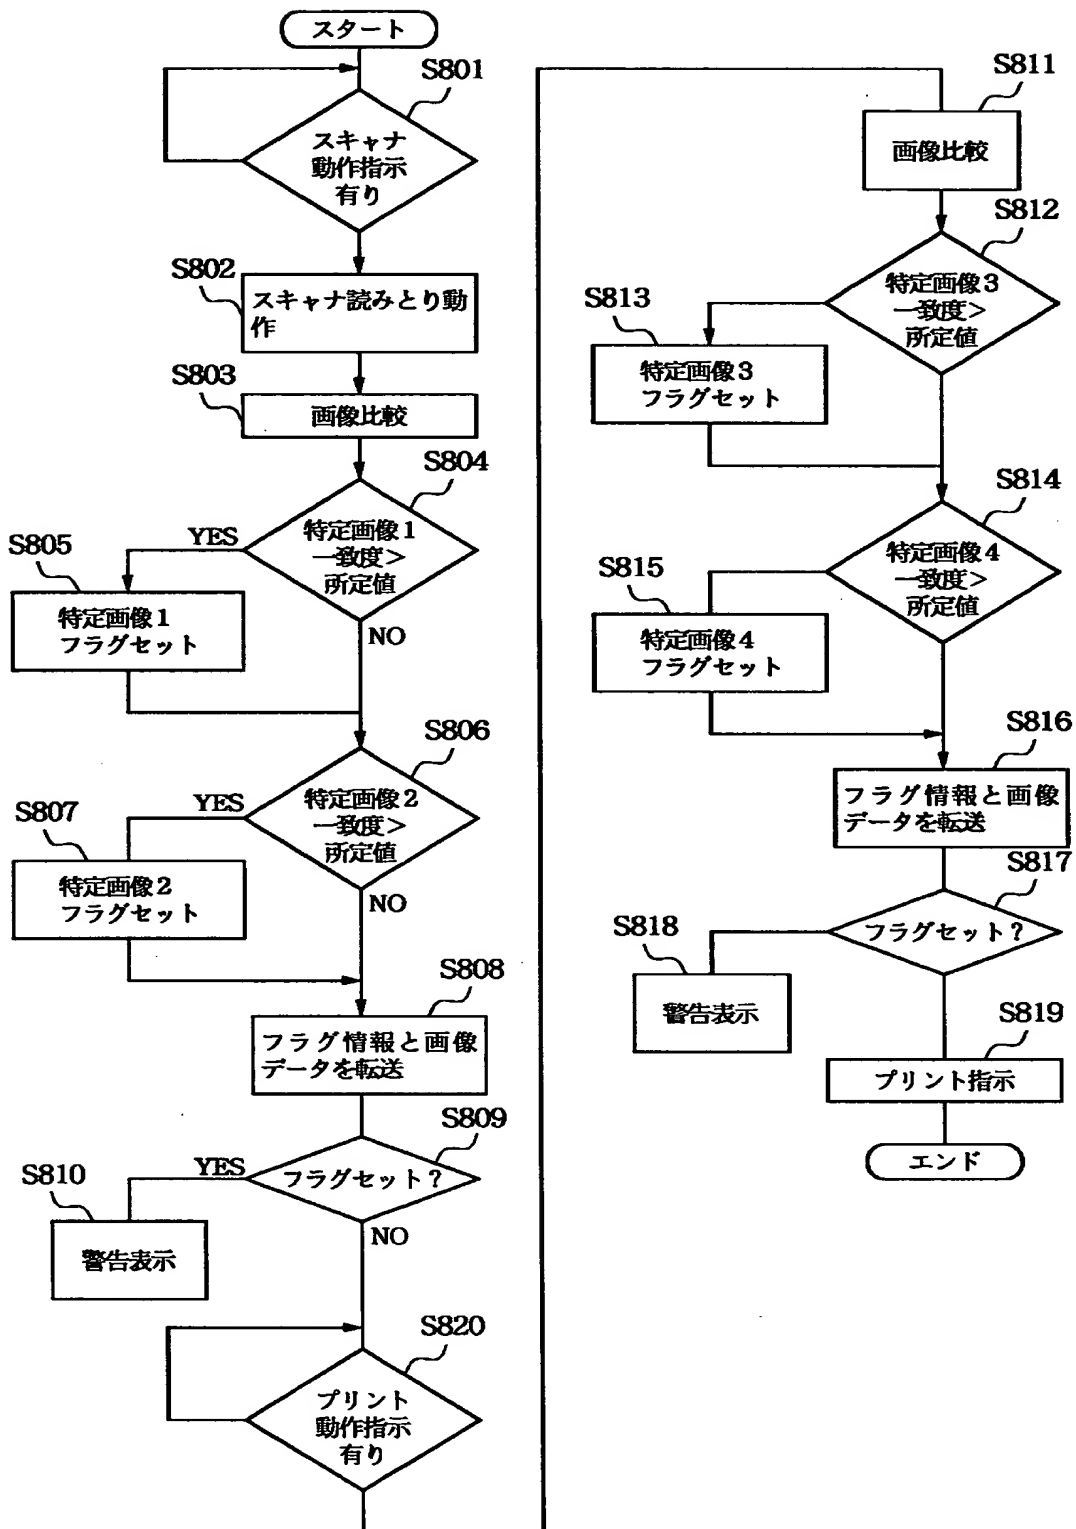 スタート
S801
スキャナ
動作指示
有り
S802
スキャナ読みとり動
作
S803
画像比較
S804
特定画像1
一致度>
所定値
YES
NO
S805
特定画像1
フラグセット
S806
特定画像2
一致度>
所定値
YES
NO
S807
特定画像2
フラグセット
S808
フラグ情報と画像
データを転送
S809
フラグセット?
YES
NO
S810
警告表示
S820
プリント
動作指示
有り
S811
画像比較
S812
特定画像3
一致度>
所定値
S813
特定画像3
フラグセット
S814
特定画像4
一致度>
所定値
S815
特定画像4
フラグセット
S816
フラグ情報と画像
データを転送
S817
フラグセット?
S818
警告表示
S819
プリント指示
エンド